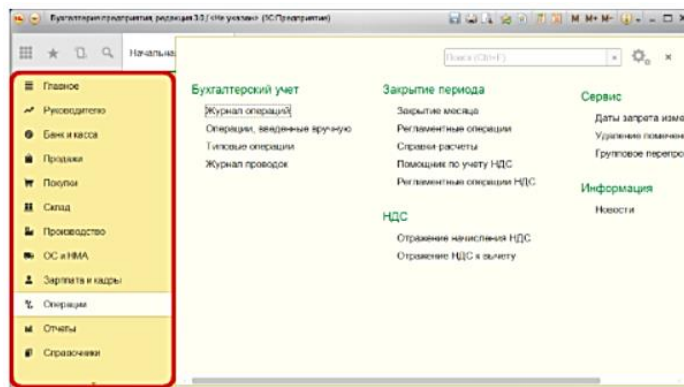 Бухгалтерия предприятия, редакция 3.0 / «Не указан» (1С:Предприятие)
M M+ M-
Начальная
Поиск (Ctrl+F)
Главное
Руководителю
Банк и касса
Продажи
Покупки
Склад
Производство
ОС и НМА
Зарплата и кадры
Операции
Отчеты
Справочники
Бухгалтерский учет
Журнал операций
Операции, введенные вручную
Типовые операции
Журнал проводок
Закрытие периода
Закрытие месяца
Регламентные операции
Справки-расчеты
Помощник по учету НДС
Регламентные операции НДС
НДС
Отражение начисления НДС
Отражение НДС к вычету
Сервис
Даты запрета изме
Удаление помечен
Групповое перепро
Информация
Новости